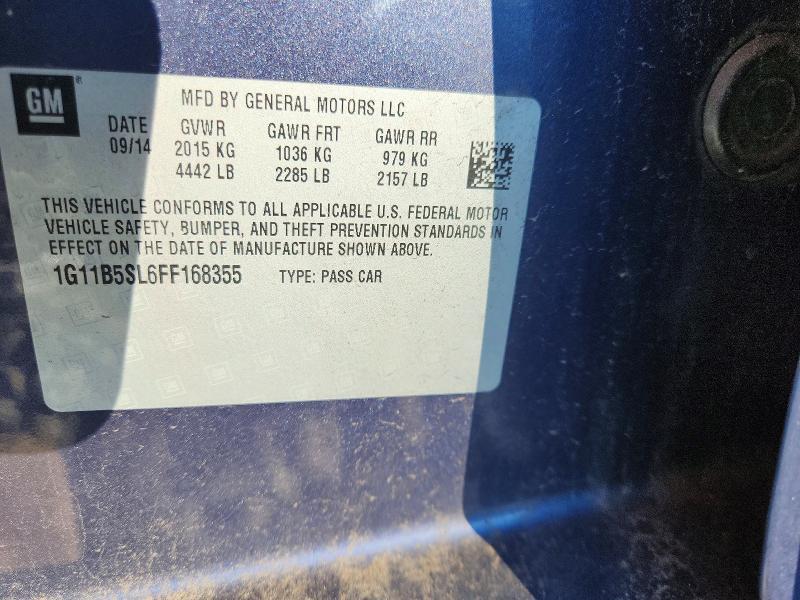 GM
MFD BY GENERAL MOTORS LLC
DATE GVWR GAWR FRT GAWR RR
09/14 2015 KG 1036 KG 979 KG
4442 LB 2285 LB 2157 LB
THIS VEHICLE CONFORMS TO ALL APPLICABLE U.S. FEDERAL MOTOR
VEHICLE SAFETY, BUMPER, AND THEFT PREVENTION STANDARDS IN
EFFECT ON THE DATE OF MANUFACTURE SHOWN ABOVE.
1G11B5SL6FF168355 TYPE: PASS CAR